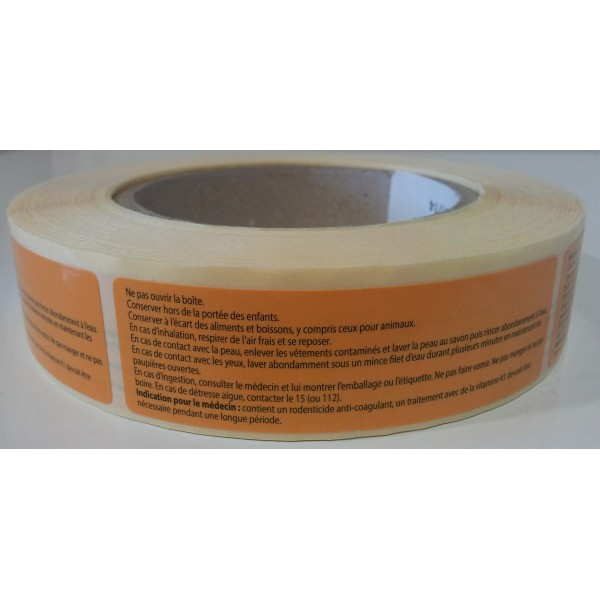 Ne pas ouvrir la boîte.
Conserver hors de la portée des enfants.
Conserver à l'écart des aliments et boissons, y compris ceux pour animaux.
En cas d'inhalation, respirer de l'air frais et se reposer.
En cas de contact avec la peau, enlever les vêtements contaminés et laver la peau au savon puis rincer abondamment à l'eau.
En cas de contact avec les yeux, laver abondamment sous un mince filet d'eau durant plusieurs minutes en maintenant les
paupières ouvertes.
En cas d'ingestion, consulter le médecin et lui montrer l'emballage ou l'étiquette. Ne pas faire vomir. Ne pas manger et ne pas
boire. En cas de détresse aigue, contacter le 15 (ou 112).
Indication pour le médecin : contient un rodenticide anti-coagulant, un traitement avec de la vitamine K1 devrait être
nécessaire pendant une longue période.
abondamment à l'eau.
minutes en maintenant les
Ne pas manger et ne pas
vitamine K1 devrait être